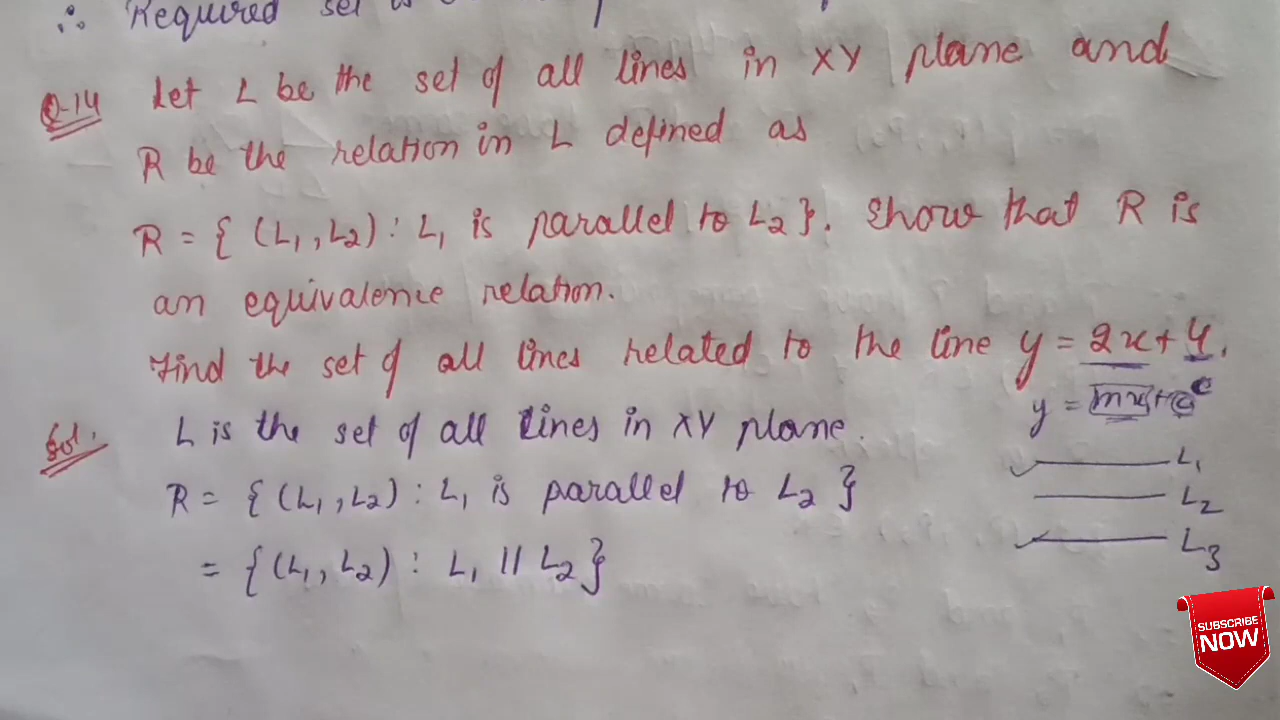 ∴ Required set is
Q-14 Let L be the set of all lines in XY plane and
R be the relation in L defined as
R = { (L₁, L₂) : L₁ is parallel to L₂ }. Show that R is
an equivalence relation.
Find the set of all lines related to the line y = 2x + 4.
y = mx + c
Sol. L is the set of all Lines in XY plane.
R = { (L₁, L₂) : L₁ is parallel to L₂ }
= { (L₁, L₂) : L₁ || L₂ }
L₁
L₂
L₃
SUBSCRIBE
NOW